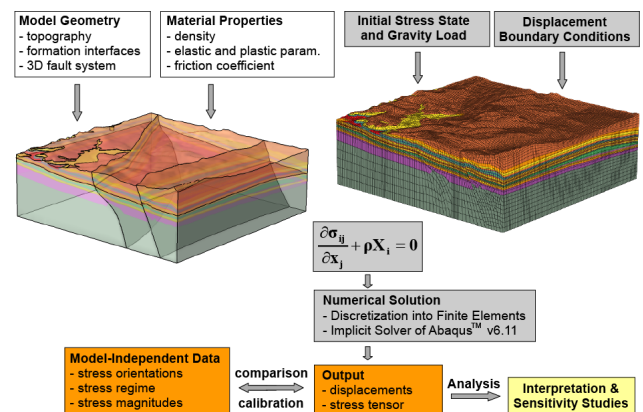 Model Geometry
- topography
- formation interfaces
- 3D fault system
Material Properties
- density
- elastic and plastic param.
- friction coefficient
Initial Stress State
and Gravity Load
Displacement
Boundary Conditions
∂σij/∂xj + ρXi = 0
Numerical Solution
- Discretization into Finite Elements
- Implicit Solver of Abaqus™ v6.11
Model-Independent Data
- stress orientations
- stress regime
- stress magnitudes
comparison
calibration
Output
- displacements
- stress tensor
Analysis
Interpretation &
Sensitivity Studies